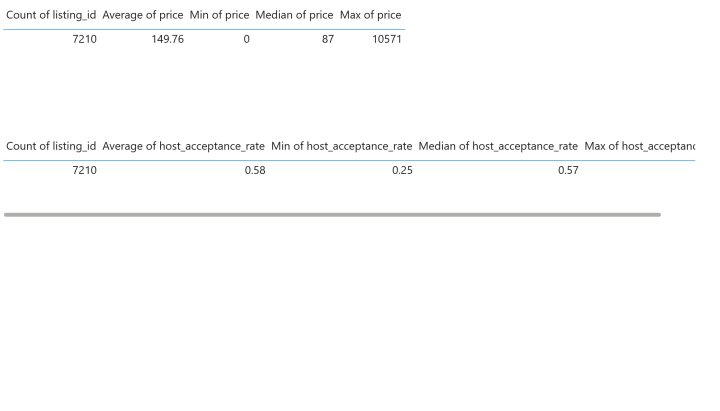 Count of listing_id Average of price Min of price Median of price Max of price
7210 149.76 0 87 10571
Count of listing_id Average of host_acceptance_rate Min of host_acceptance_rate Median of host_acceptance_rate Max of host_acceptanc
7210 0.58 0.25 0.57